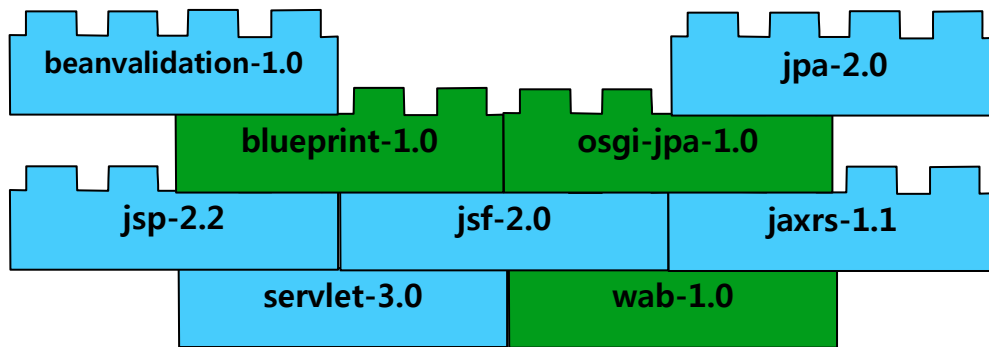 beanvalidation-1.0
jpa-2.0
blueprint-1.0
osgi-jpa-1.0
jsp-2.2
jsf-2.0
jaxrs-1.1
servlet-3.0
wab-1.0